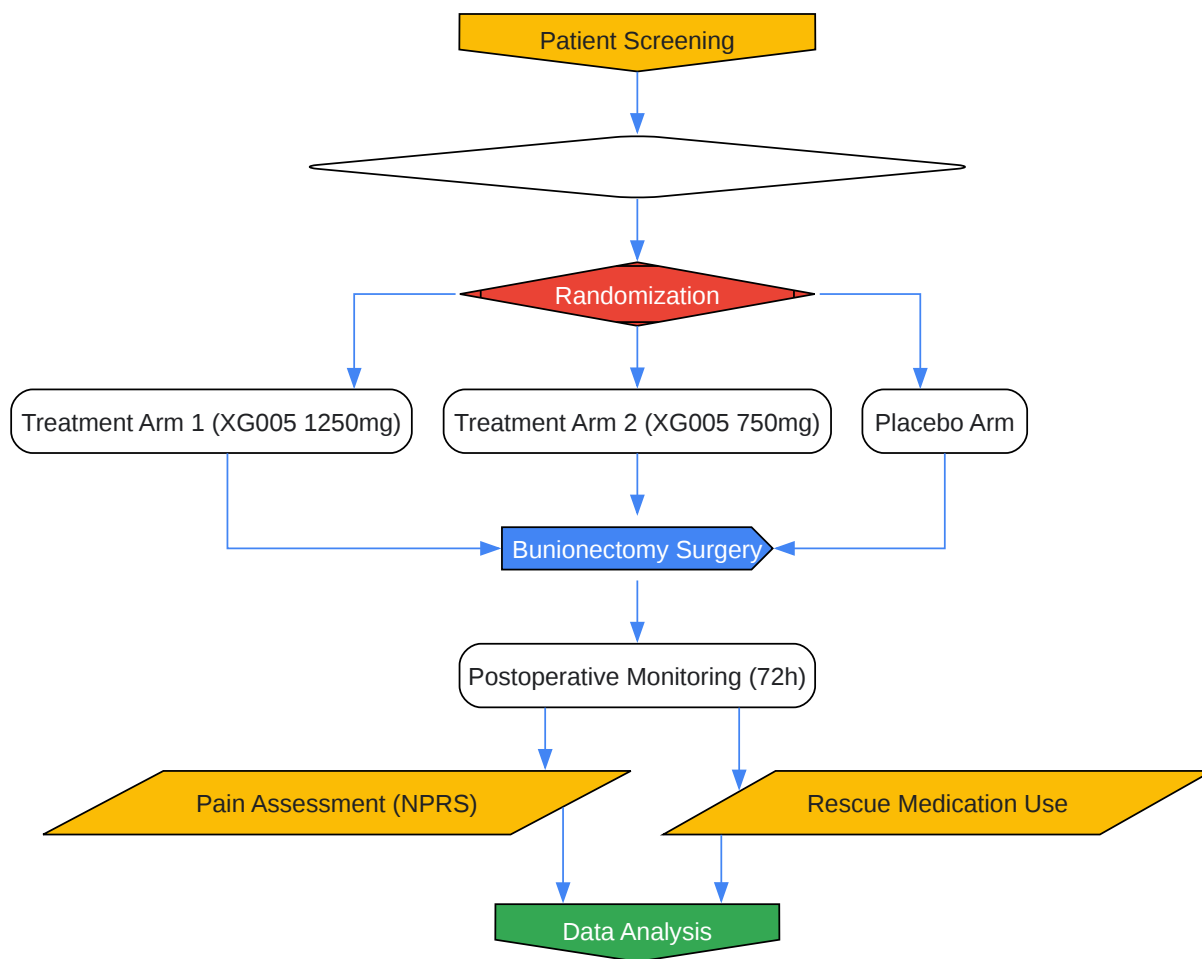 Patient Screening
Randomization
Treatment Arm 1 (XG005 1250mg)
Treatment Arm 2 (XG005 750mg)
Placebo Arm
Bunionectomy Surgery
Postoperative Monitoring (72h)
Pain Assessment (NPRS)
Rescue Medication Use
Data Analysis